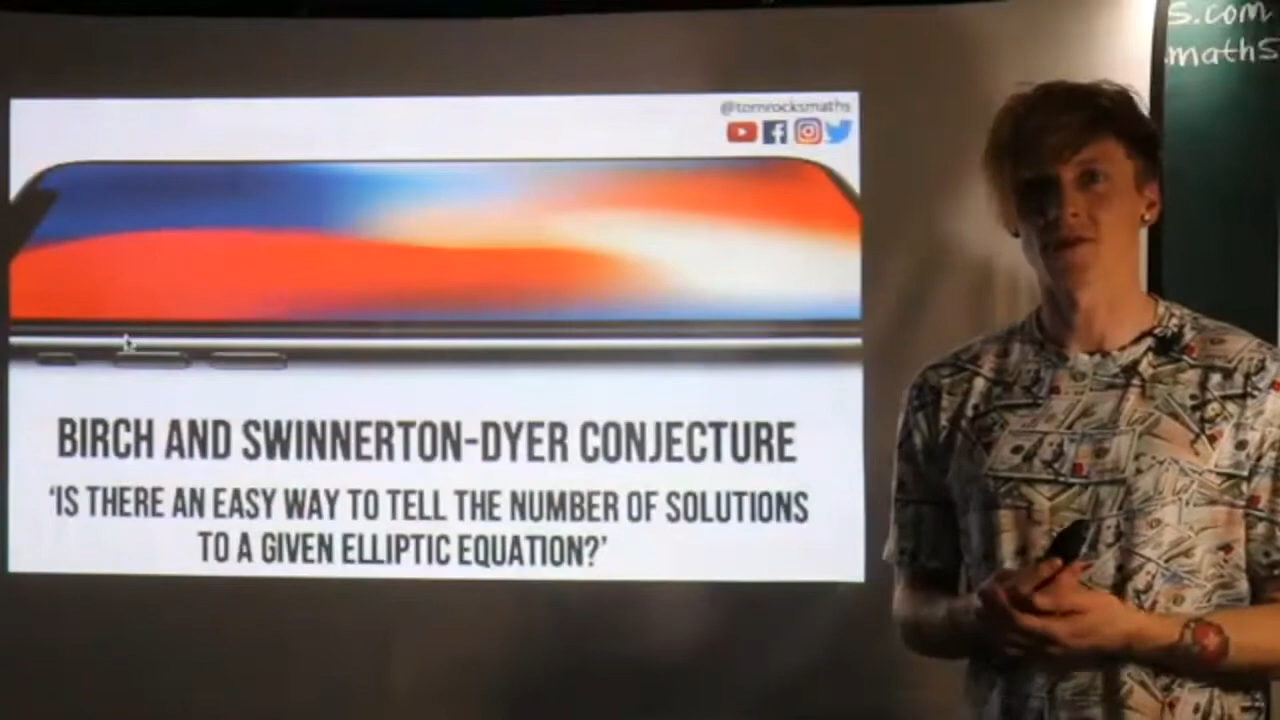 s.com
maths
@tomrocksmaths
BIRCH AND SWINNERTON-DYER CONJECTURE
'IS THERE AN EASY WAY TO TELL THE NUMBER OF SOLUTIONS
TO A GIVEN ELLIPTIC EQUATION?'